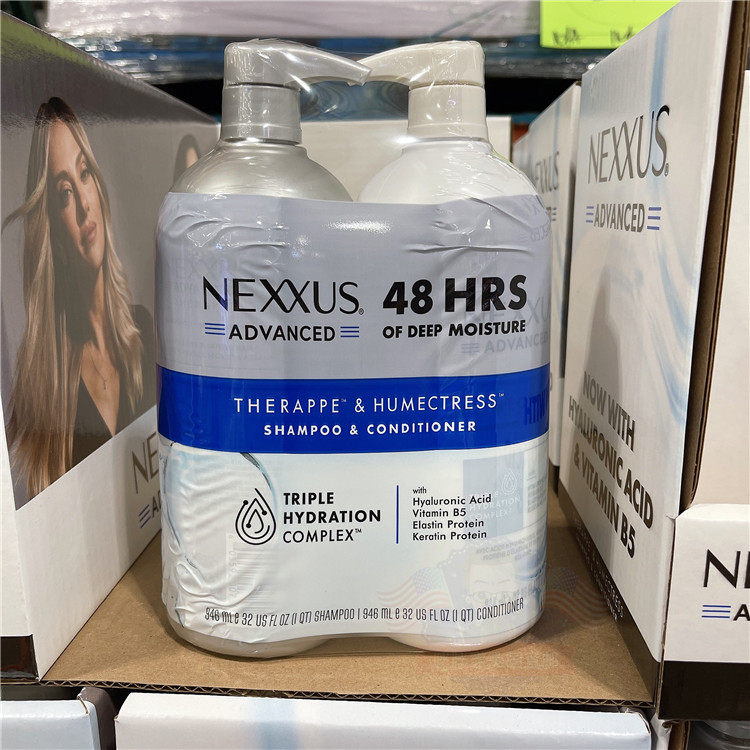 NEXXUS.
ADVANCED
48 HRS
OF DEEP MOISTURE
THERAPPE™ & HUMECTRESS™
SHAMPOO & CONDITIONER
TRIPLE
HYDRATION
COMPLEX™
with
Hyaluronic Acid
Vitamin B5
Elastin Protein
Keratin Protein
946 mL e 32 US FL OZ (1 QT) SHAMPOO | 946 mL e 32 US FL OZ (1 QT) CONDITIONER
NEXXUS.
ADVANCED
NOW WITH
HYALURONIC ACID
& VITAMIN B5